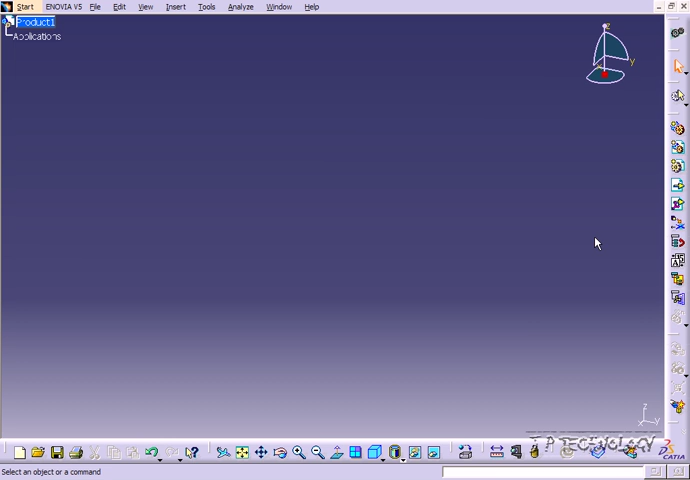 Start ENOVIA V5 File Edit View Insert Tools Analyze Window Help
Product1
Applications
z
y
x
z
y
T.P TECHNOLOGY
CATIA
Select an object or a command